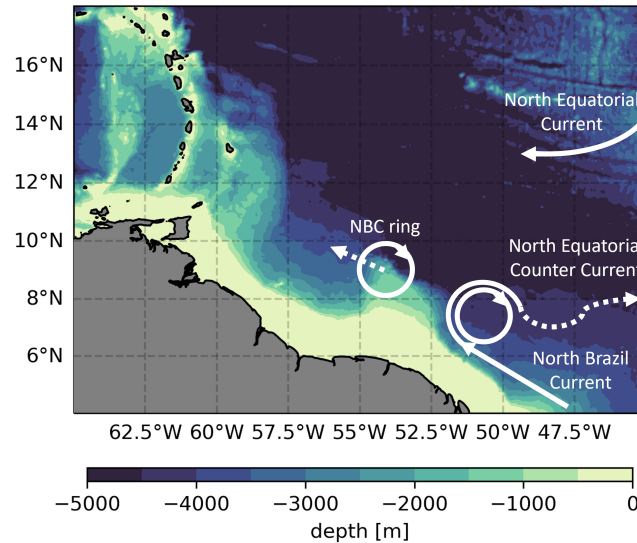 16°N
14°N
12°N
10°N
8°N
6°N
North Equatorial
Current
NBC ring
North Equatorial
Counter Current
North Brazil
Current
62.5°W 60°W 57.5°W 55°W 52.5°W 50°W 47.5°W
−5000 −4000 −3000 −2000 −1000 0
depth [m]